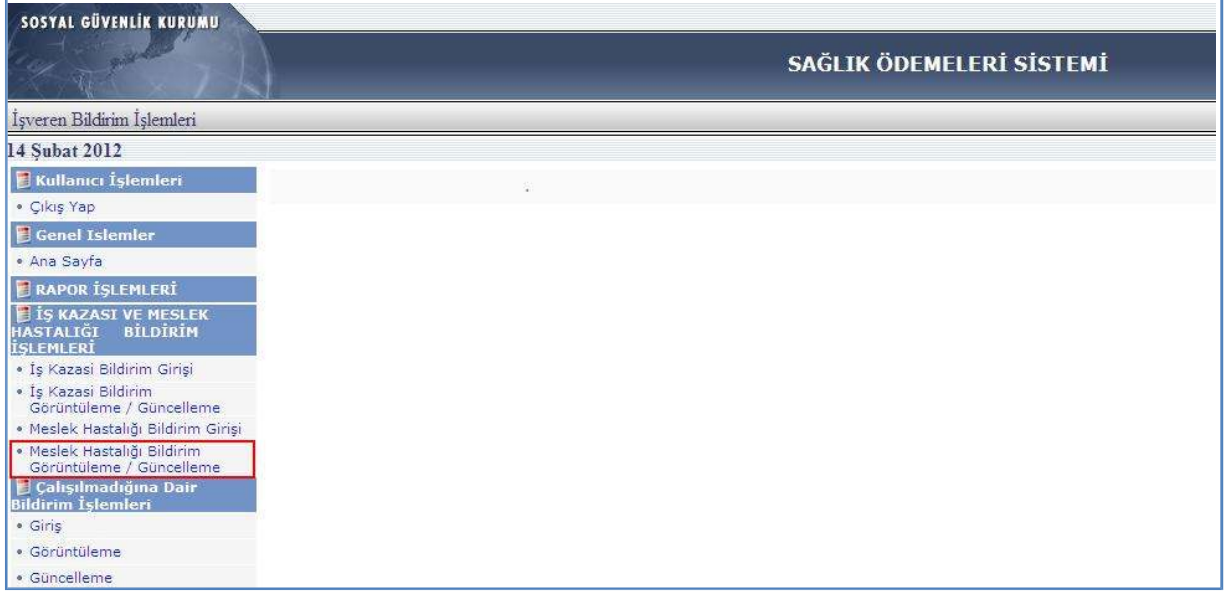 SOSYAL GÜVENLİK KURUMU
SAĞLIK ÖDEMELERİ SİSTEMİ
İşveren Bildirim İşlemleri
14 Şubat 2012
Kullanıcı İşlemleri
• Çıkış Yap
Genel Islemler
• Ana Sayfa
RAPOR İŞLEMLERİ
İŞ KAZASI VE MESLEK
HASTALIĞI BİLDİRİM
İŞLEMLERİ
• İş Kazasi Bildirim Girişi
• İş Kazasi Bildirim
Görüntüleme / Güncelleme
• Meslek Hastalığı Bildirim Girişi
• Meslek Hastalığı Bildirim
Görüntüleme / Güncelleme
Çalışılmadığına Dair
Bildirim İşlemleri
• Giriş
• Görüntüleme
• Güncelleme